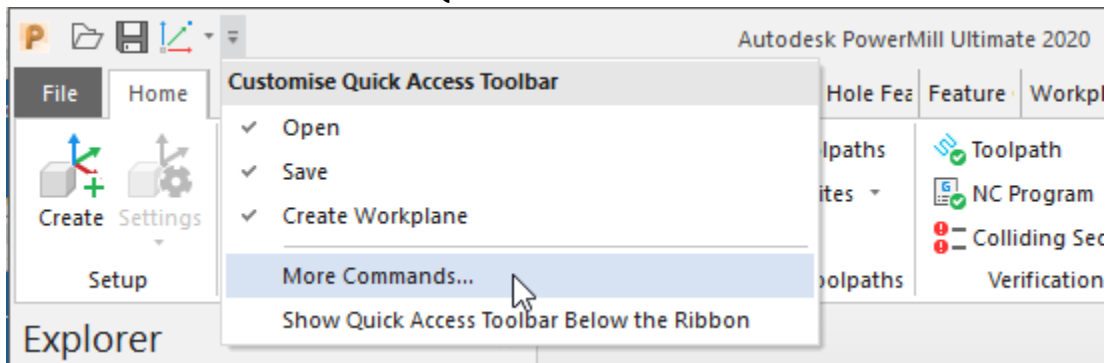 Autodesk PowerMill Ultimate 2020
File
Home
Customise Quick Access Toolbar
Hole Fea
Feature
Workpl
Open
Save
Create Workplane
More Commands...
Show Quick Access Toolbar Below the Ribbon
Create
Settings
Setup
lpaths
ites
oolpaths
Toolpath
NC Program
Colliding Sec
Verification
Explorer